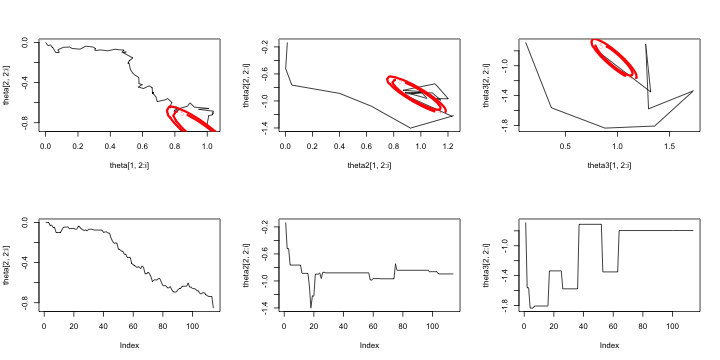 0.0
-0.4
-0.8
theta[2, 2:i]
0.0 0.2 0.4 0.6 0.8 1.0
theta[1, 2:i]
-0.2
-0.6
-1.0
-1.4
theta2[2, 2:i]
0.0 0.2 0.4 0.6 0.8 1.0 1.2
theta2[1, 2:i]
-1.0
-1.4
-1.8
theta3[2, 2:i]
0.5 1.0 1.5
theta3[1, 2:i]
0.0
-0.4
-0.8
theta[2, 2:i]
0 20 40 60 80 100
Index
-0.2
-0.6
-1.0
-1.4
theta2[2, 2:i]
0 20 40 60 80 100
Index
-1.0
-1.4
-1.8
theta3[2, 2:i]
0 20 40 60 80 100
Index